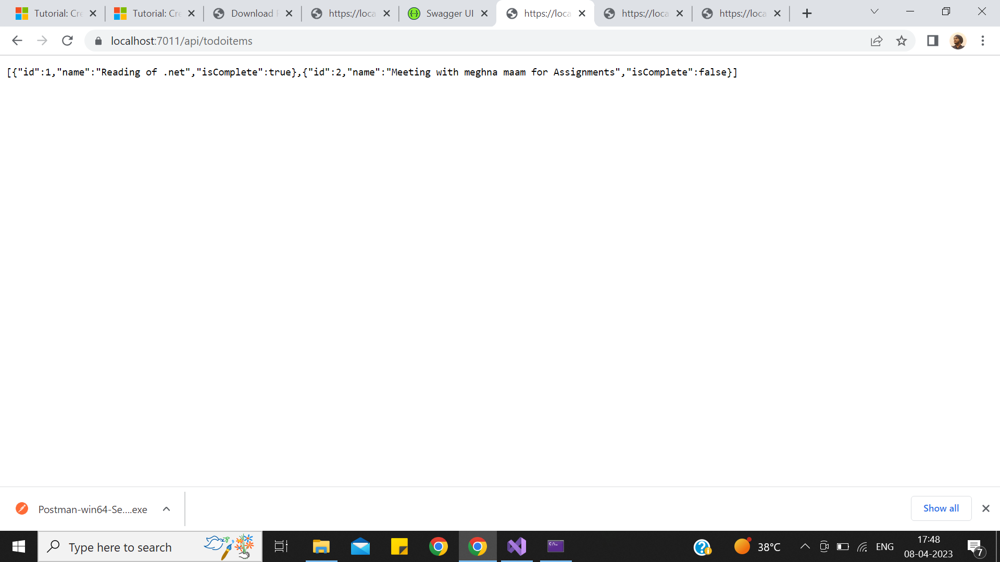 Tutorial: Cre
Tutorial: Cre
Download
https://loca
Swagger UI
https://loca
https://loca
https://loca
localhost:7011/api/todoitems
[{"id":1,"name":"Reading of .net","isComplete":true},{"id":2,"name":"Meeting with meghna maam for Assignments","isComplete":false}]
Postman-win64-Se....exe
Show all
Type here to search
38°C
ENG
17:48
08-04-2023
7